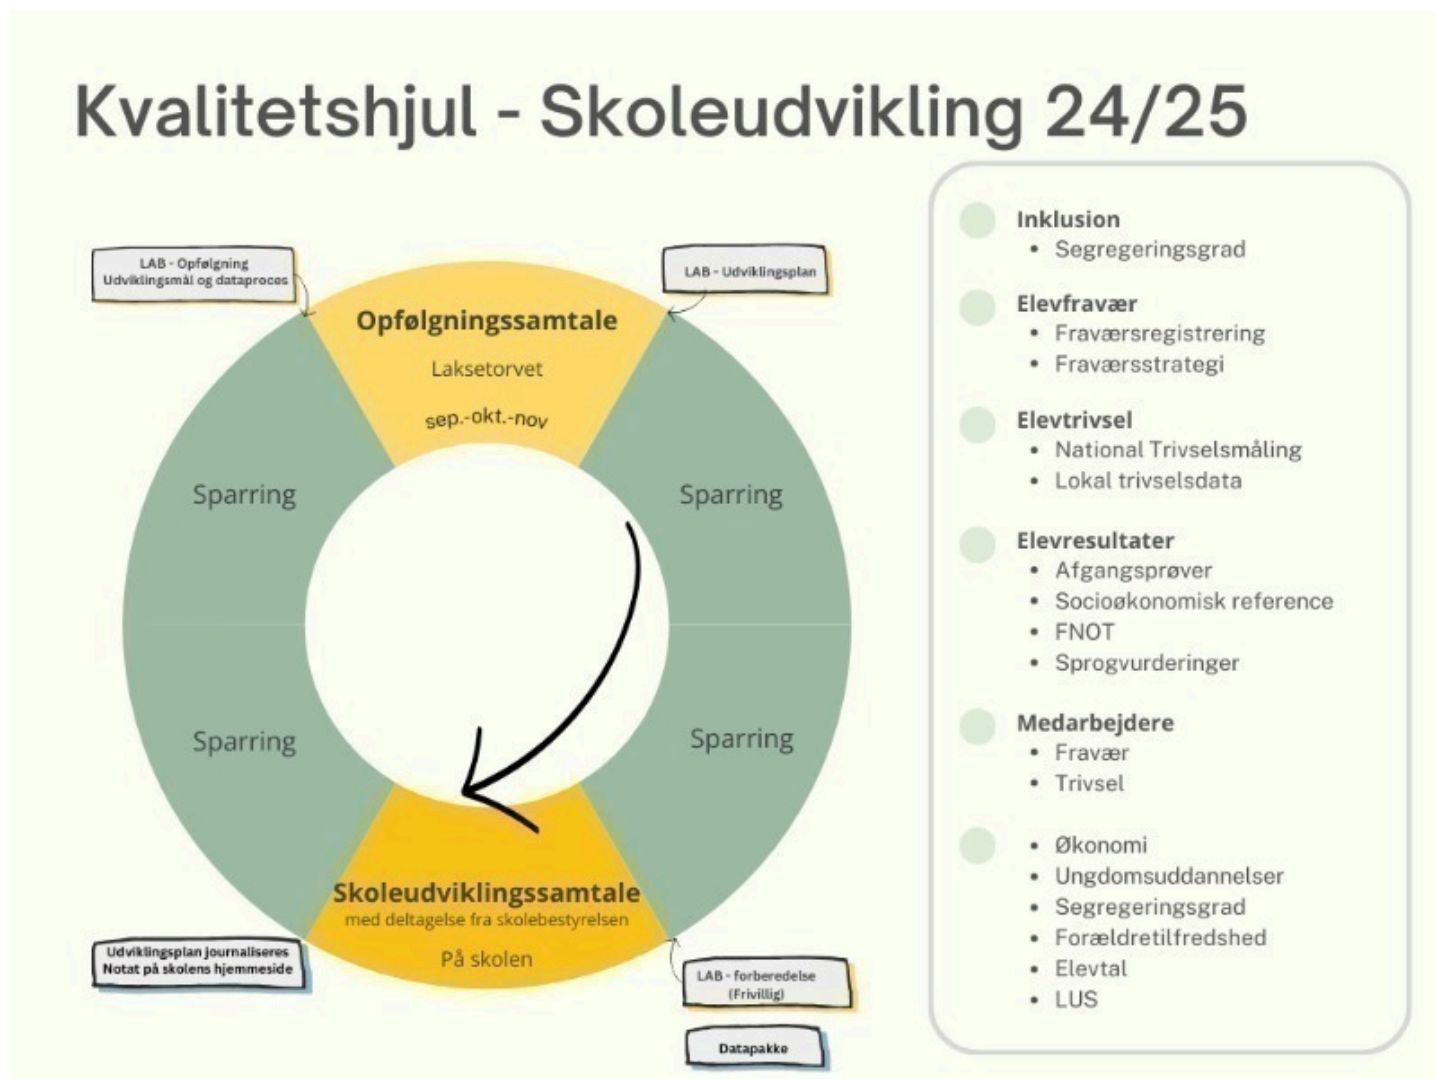 Kvalitetshjul - Skoleudvikling 24/25
LAB - Opfølgning
Udviklingsmål og dataproces
LAB - Udviklingsplan
Opfølgningssamtale
Laksetorvet
sep.-okt.-nov
Sparring
Sparring
Sparring
Sparring
Skoleudviklingssamtale
med deltagelse fra skolebestyrelsen
På skolen
Udviklingsplan journaliseres
Notat på skolens hjemmeside
LAB - forberedelse
(Frivillig)
Datapakke
Inklusion
• Segregeringsgrad
Elevfravær
• Fraværsregistrering
• Fraværsstrategi
Elevtrivsel
• National Trivselsmåling
• Lokal trivselsdata
Elevresultater
• Afgangsprøver
• Socioøkonomisk reference
• FNOT
• Sprogvurderinger
Medarbejdere
• Fravær
• Trivsel
• Økonomi
• Ungdomsuddannelser
• Segregeringsgrad
• Forældretilfredshed
• Elevtal
• LUS